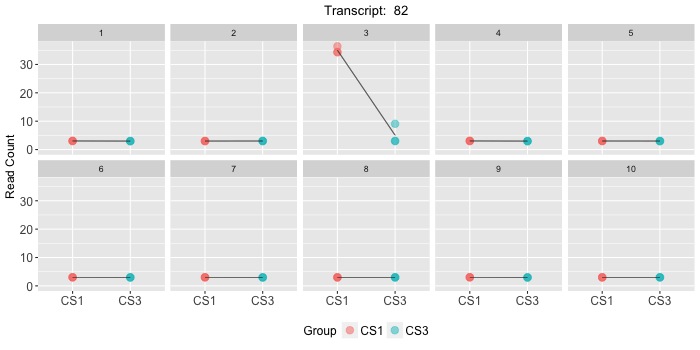 Transcript: 82
1 2 3 4 5
30
20
10
0
Read Count
6 7 8 9 10
30
20
10
0
CS1 CS3 CS1 CS3 CS1 CS3 CS1 CS3 CS1 CS3
Group CS1 CS3